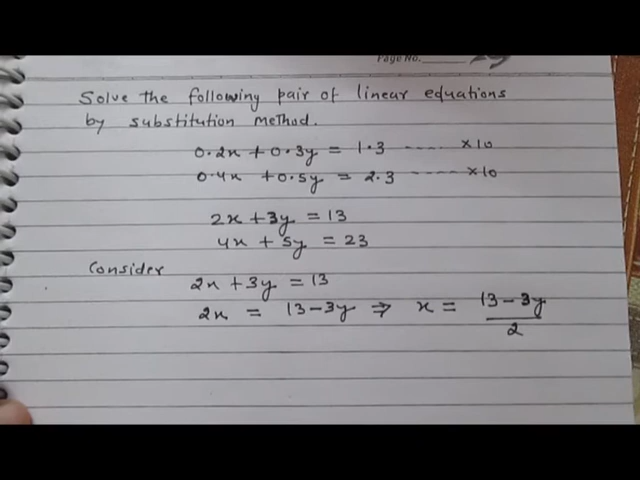 Page No.
Solve the following pair of linear equations
by substitution method.
0.2x + 0.3y = 1.3 ------ ×10
0.4x + 0.5y = 2.3 ------ ×10
2x + 3y = 13
4x + 5y = 23
Consider
2x + 3y = 13
2x = 13 - 3y ⇒ x = 13 - 3y / 2